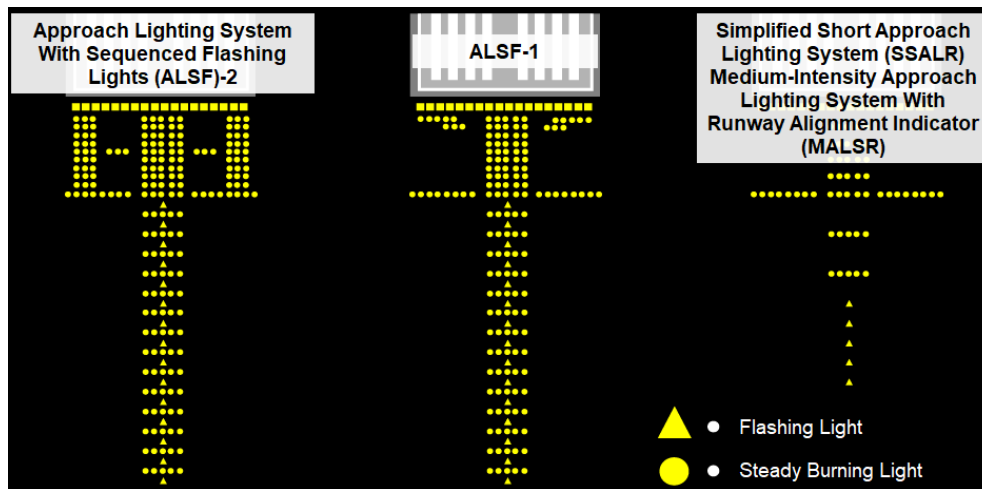 Approach Lighting System
With Sequenced Flashing
Lights (ALSF)-2
ALSF-1
Simplified Short Approach
Lighting System (SSALR)
Medium-Intensity Approach
Lighting System With
Runway Alignment Indicator
(MALSR)
Flashing Light
Steady Burning Light